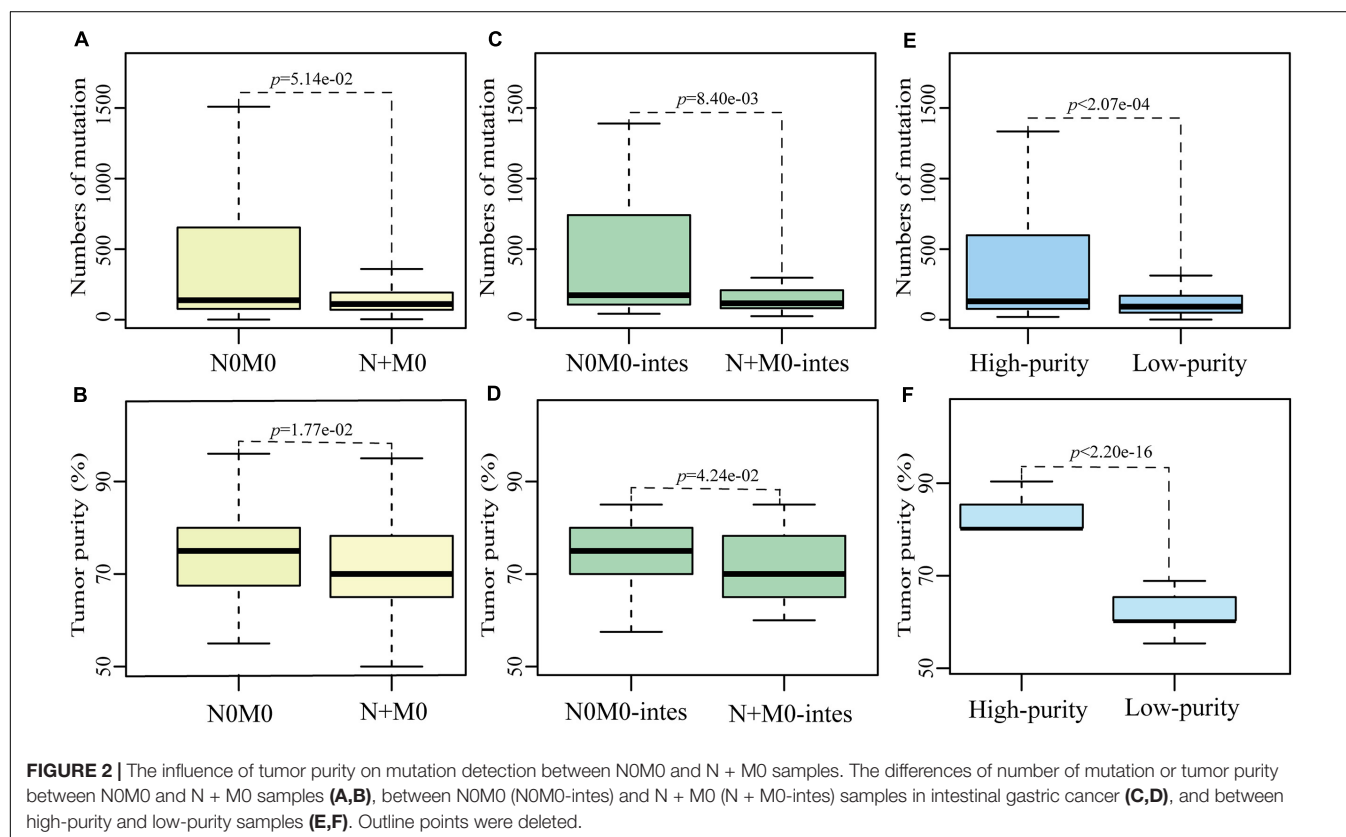 A
Numbers of mutation
0
500
1000
1500
p=5.14e-02
N0M0
N+M0
C
Numbers of mutation
0
500
1000
1500
p=8.40e-03
N0M0-intes
N+M0-intes
E
Numbers of mutation
0
500
1000
1500
p<2.07e-04
High-purity
Low-purity
B
Tumor purity (%)
50
70
90
p=1.77e-02
N0M0
N+M0
D
Tumor purity (%)
50
70
90
p=4.24e-02
N0M0-intes
N+M0-intes
F
Tumor purity (%)
50
70
90
p<2.20e-16
High-purity
Low-purity
FIGURE 2 | The influence of tumor purity on mutation detection between N0M0 and N + M0 samples. The differences of number of mutation or tumor purity
between N0M0 and N + M0 samples (A,B), between N0M0 (N0M0-intes) and N + M0 (N + M0-intes) samples in intestinal gastric cancer (C,D), and between
high-purity and low-purity samples (E,F). Outline points were deleted.